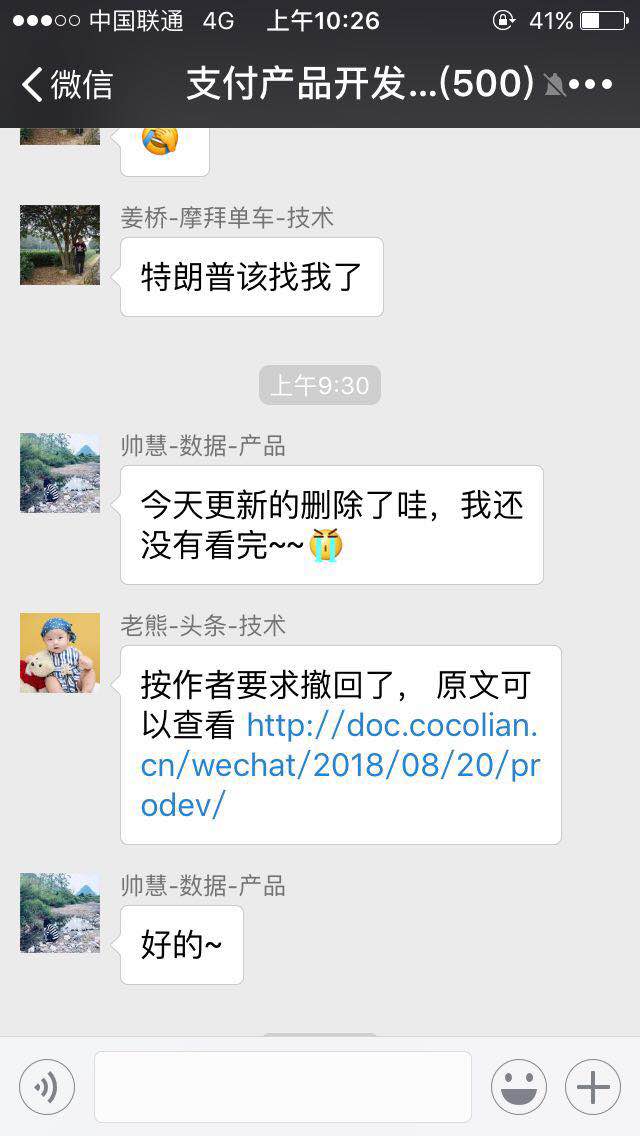 中国联通 4G 上午10:26 41%
微信 支付产品开发...(500)
姜桥-摩拜单车-技术
特朗普该找我了
上午9:30
帅慧-数据-产品
今天更新的删除了哇，我还
没有看完~~
老熊-头条-技术
按作者要求撤回了， 原文可
以查看 http://doc.cocolian.
cn/wechat/2018/08/20/pr
odev/
帅慧-数据-产品
好的~